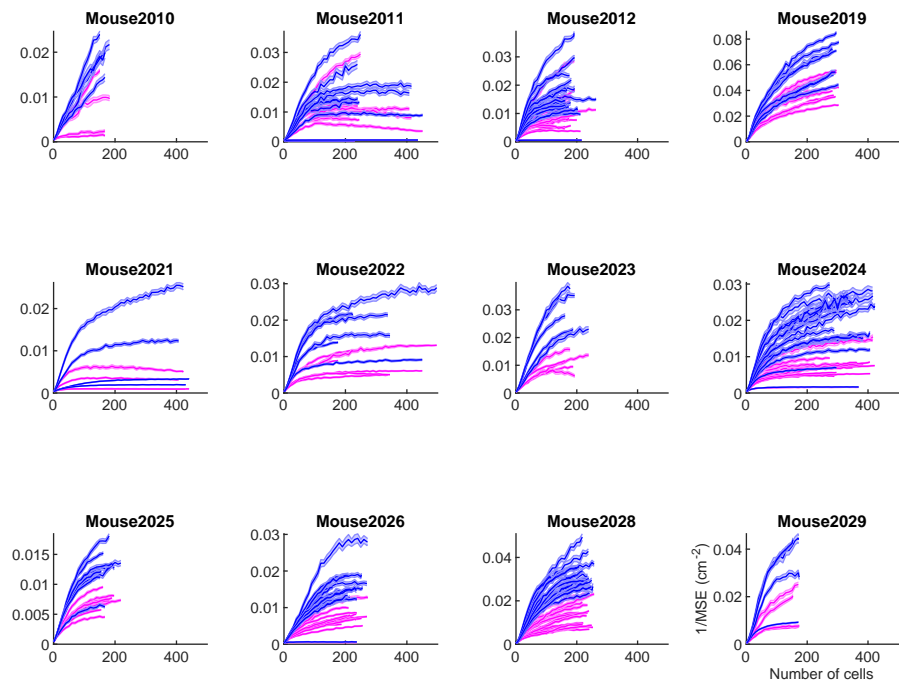 Mouse2010 Mouse2011 Mouse2012 Mouse2019
0.02 0.03 0.03 0.08
0.02 0.02 0.06
0.01 0.01 0.01 0.04
0.02
0 0 0 0
0 200 400 0 200 400 0 200 400 0 200 400
Mouse2021 Mouse2022 Mouse2023 Mouse2024
0.02 0.03 0.03 0.03
0.02 0.02 0.02
0.01 0.01 0.01 0.01
0 0 0 0
0 200 400 0 200 400 0 200 400 0 200 400
Mouse2025 Mouse2026 Mouse2028 Mouse2029
0.015 0.03 0.04 0.04
0.01 0.02
0.005 0.01 0.02 0.02
0 0 0 0
0 200 400 0 200 400 0 200 400 0 200 400
1/MSE (cm⁻²)
Number of cells